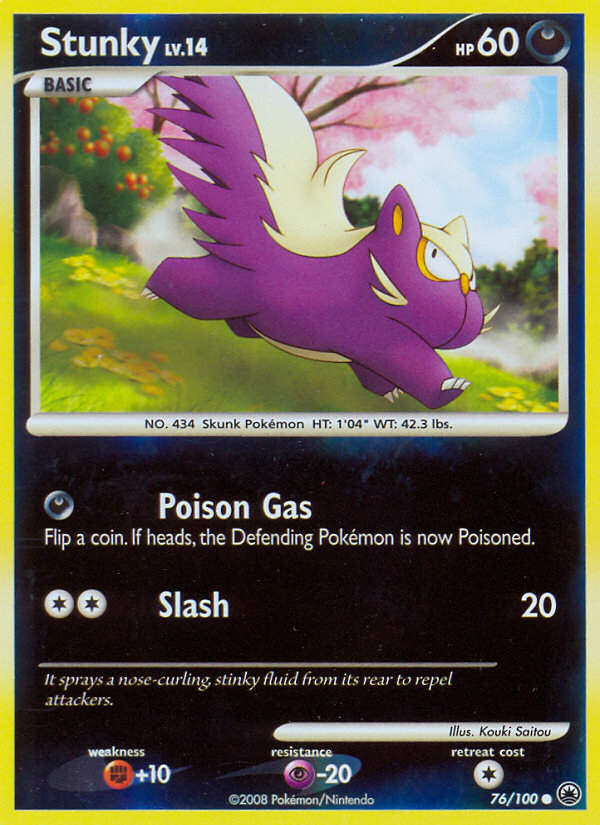 Stunky LV.14 HP 60
BASIC
NO. 434 Skunk Pokémon HT: 1'04" WT: 42.3 lbs.
Poison Gas
Flip a coin. If heads, the Defending Pokémon is now Poisoned.
Slash 20
It sprays a nose-curling, stinky fluid from its rear to repel
attackers.
Illus. Kouki Saitou
weakness resistance retreat cost
+10 -20
©2008 Pokémon/Nintendo 76/100